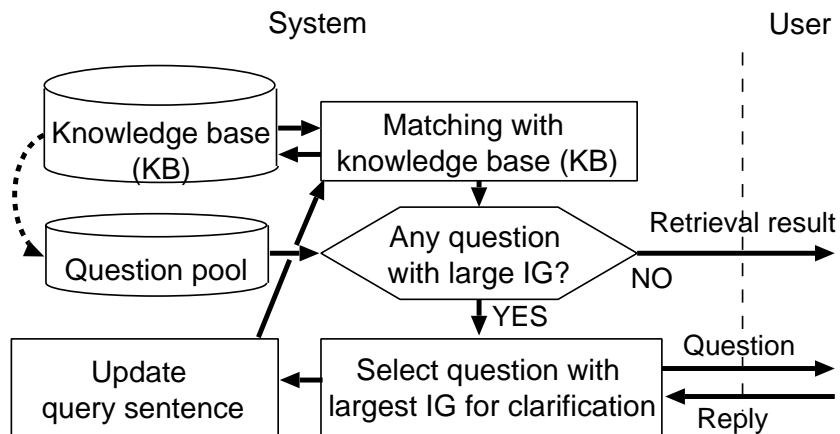 System
User
Knowledge base
(KB)
Matching with
knowledge base (KB)
Question pool
Any question
with large IG?
Retrieval result
NO
YES
Update
query sentence
Select question with
largest IG for clarification
Question
Reply